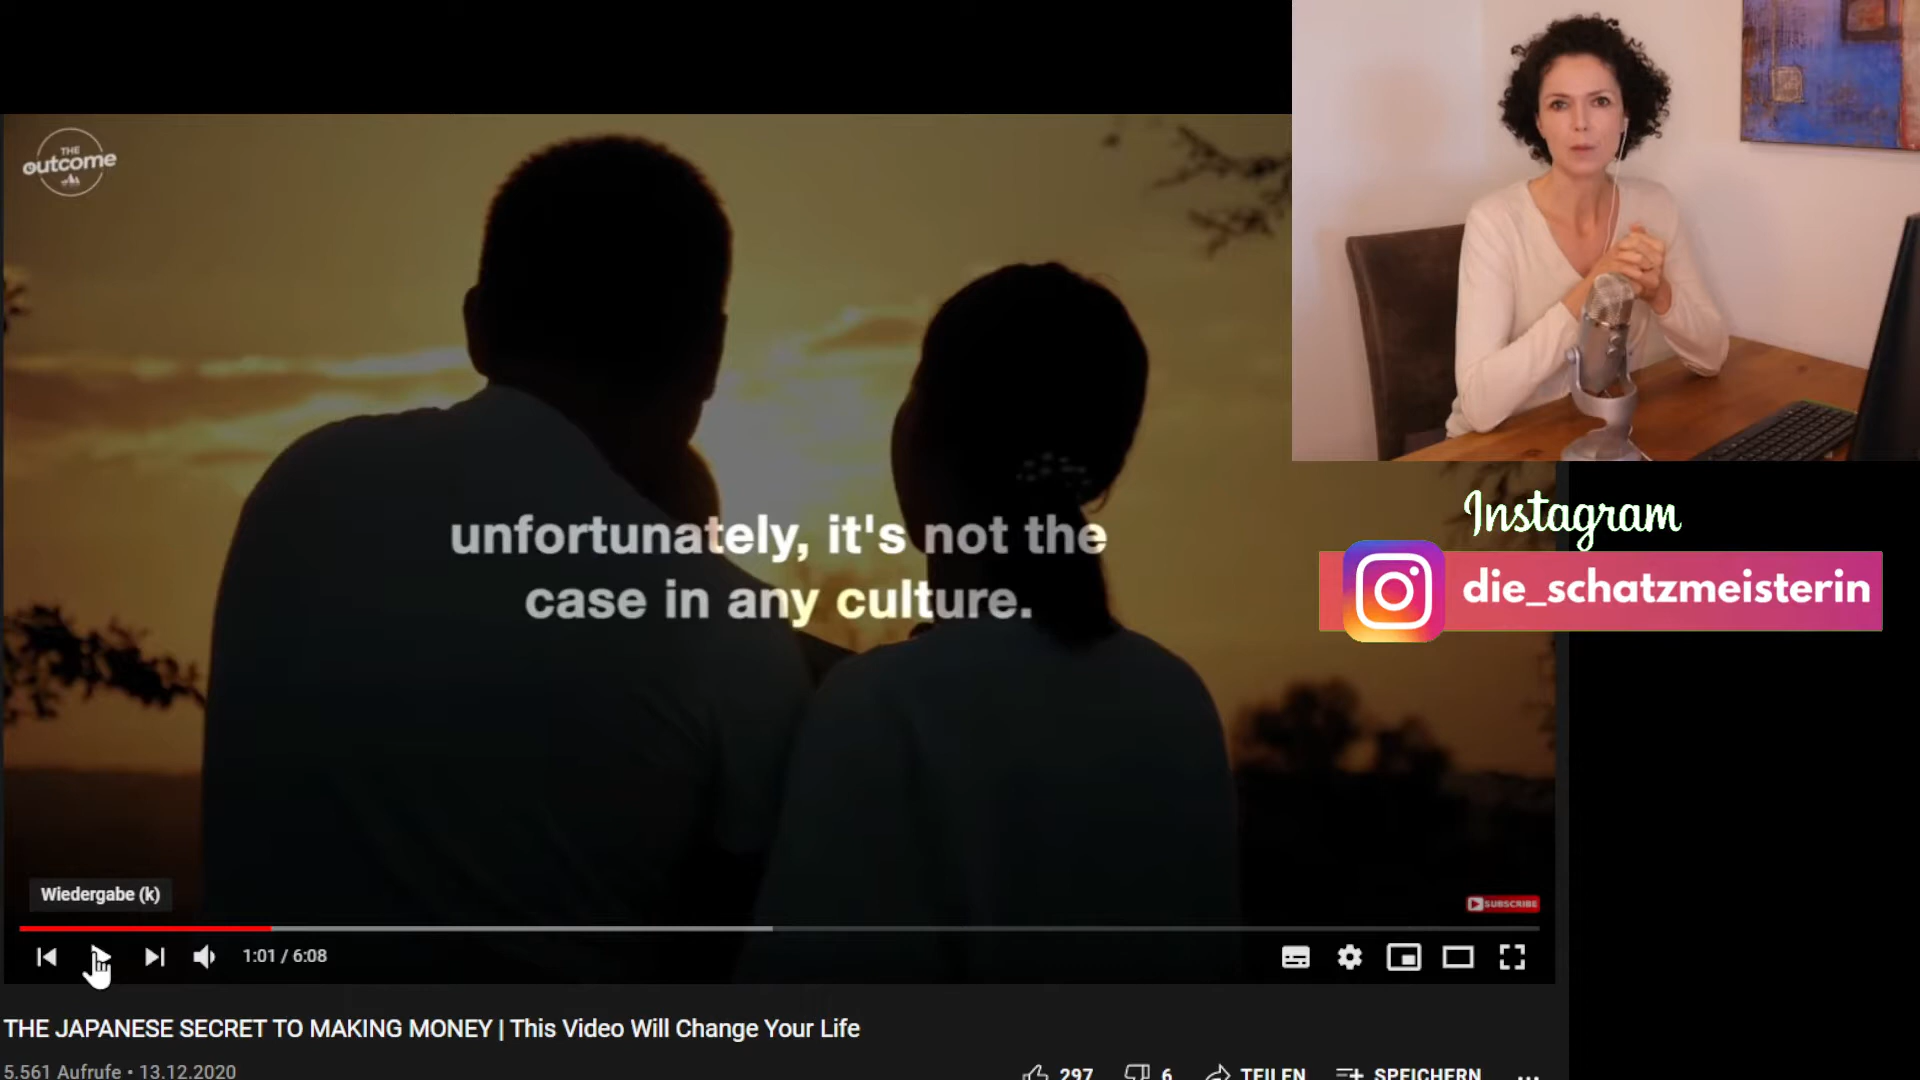 THE
outcome
unfortunately, it's not the
case in any culture.
Instagram
die_schatzmeisterin
Wiedergabe (k)
SUBSCRIBE
1:01 / 6:08
THE JAPANESE SECRET TO MAKING MONEY | This Video Will Change Your Life
5.561 Aufrufe • 13.12.2020
297
6
TEILEN
SPEICHERN